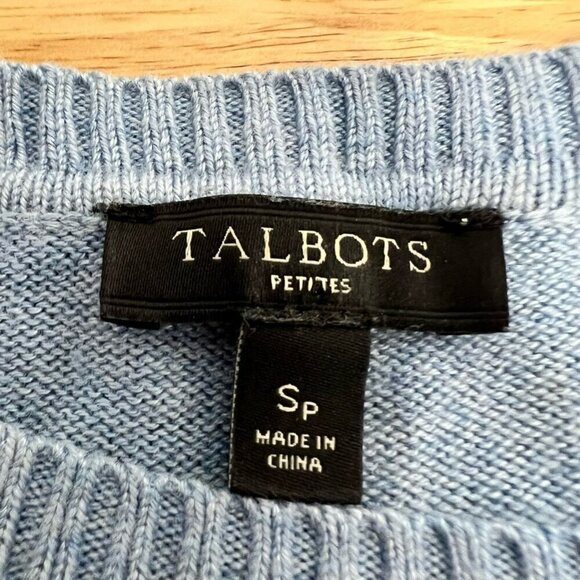 TALBOTS
PETITES
SP
MADE IN
CHINA